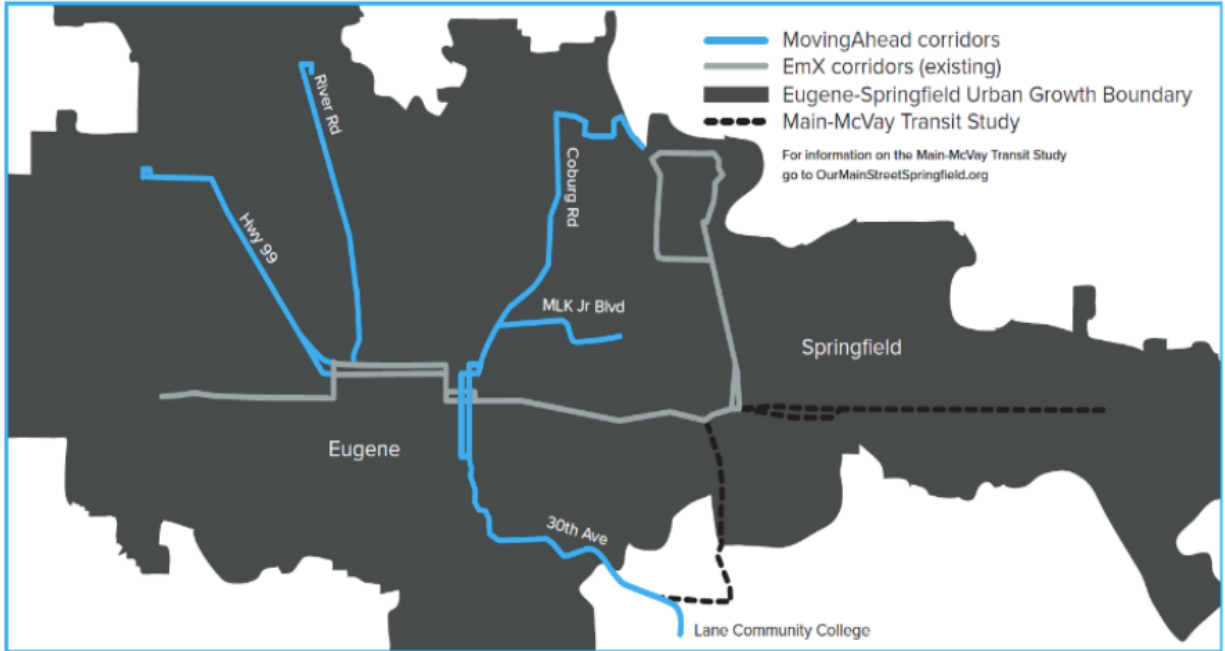 MovingAhead corridors
EmX corridors (existing)
Eugene-Springfield Urban Growth Boundary
Main-McVay Transit Study
For information on the Main-McVay Transit Study
go to OurMainStreetSpringfield.org
River Rd
Hwy 99
Coburg Rd
MLK Jr Blvd
Springfield
Eugene
30th Ave
Lane Community College